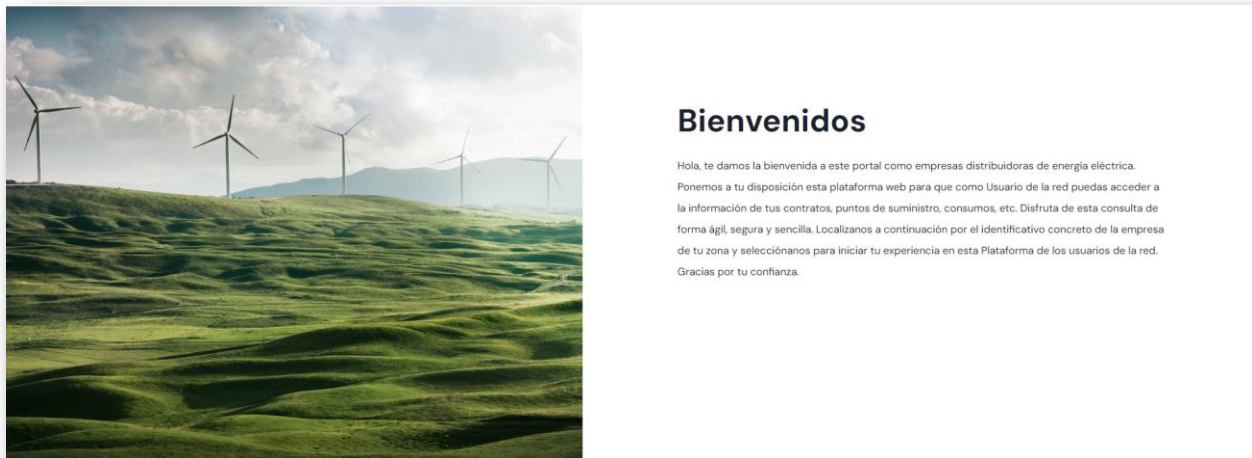 Bienvenidos
Hola, te damos la bienvenida a este portal como empresas distribuidoras de energía eléctrica.
Ponemos a tu disposición esta plataforma web para que como Usuario de la red puedas acceder a
la información de tus contratos, puntos de suministro, consumos, etc. Disfruta de esta consulta de
forma ágil, segura y sencilla. Localízanos a continuación por el identificativo concreto de la empresa
de tu zona y selecciónanos para iniciar tu experiencia en esta Plataforma de los usuarios de la red.
Gracias por tu confianza.